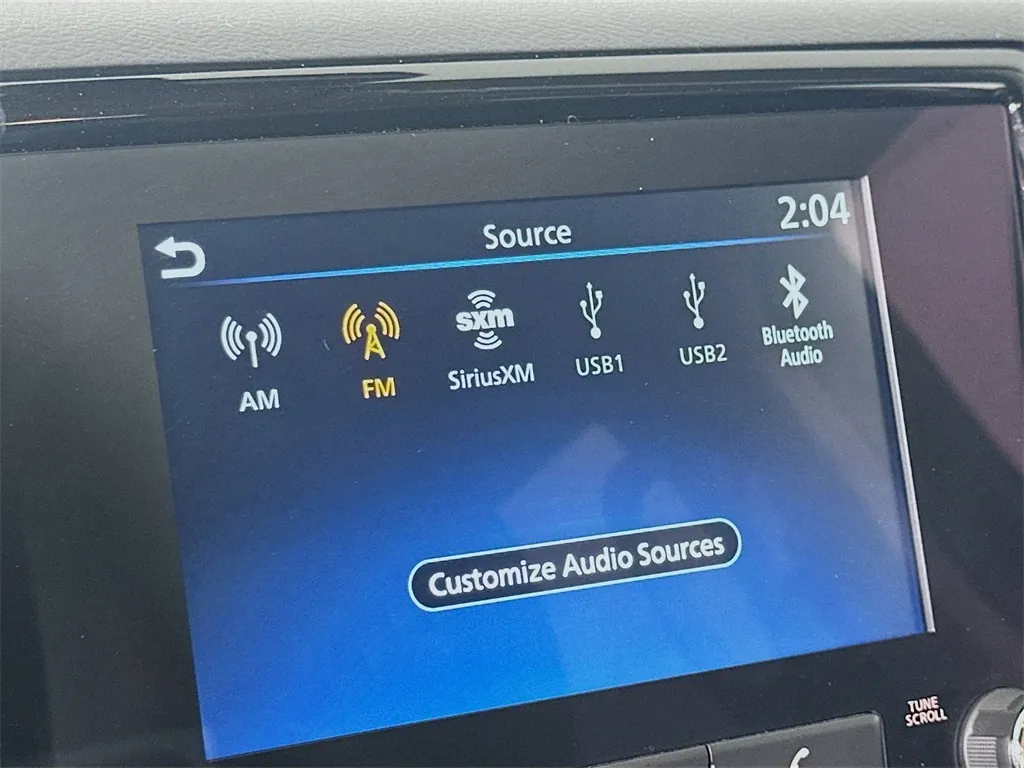 Source
2:04
AM
FM
sxm
SiriusXM
USB1
USB2
Bluetooth
Audio
Customize Audio Sources
TUNE
SCROLL